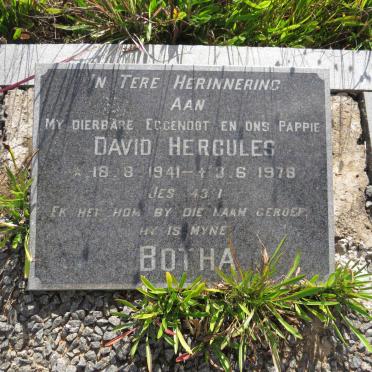 'N TERE HERINNERING
AAN
MY DIERBARE EGGENOOT EN ONS PAPPIE
DAVID HERCULES
* 18.8.1941 - † 3.6.1978
JES 43:1
EK HET HOM BY DIE NAAM GEROEP,
HY IS MYNE
BOTHA